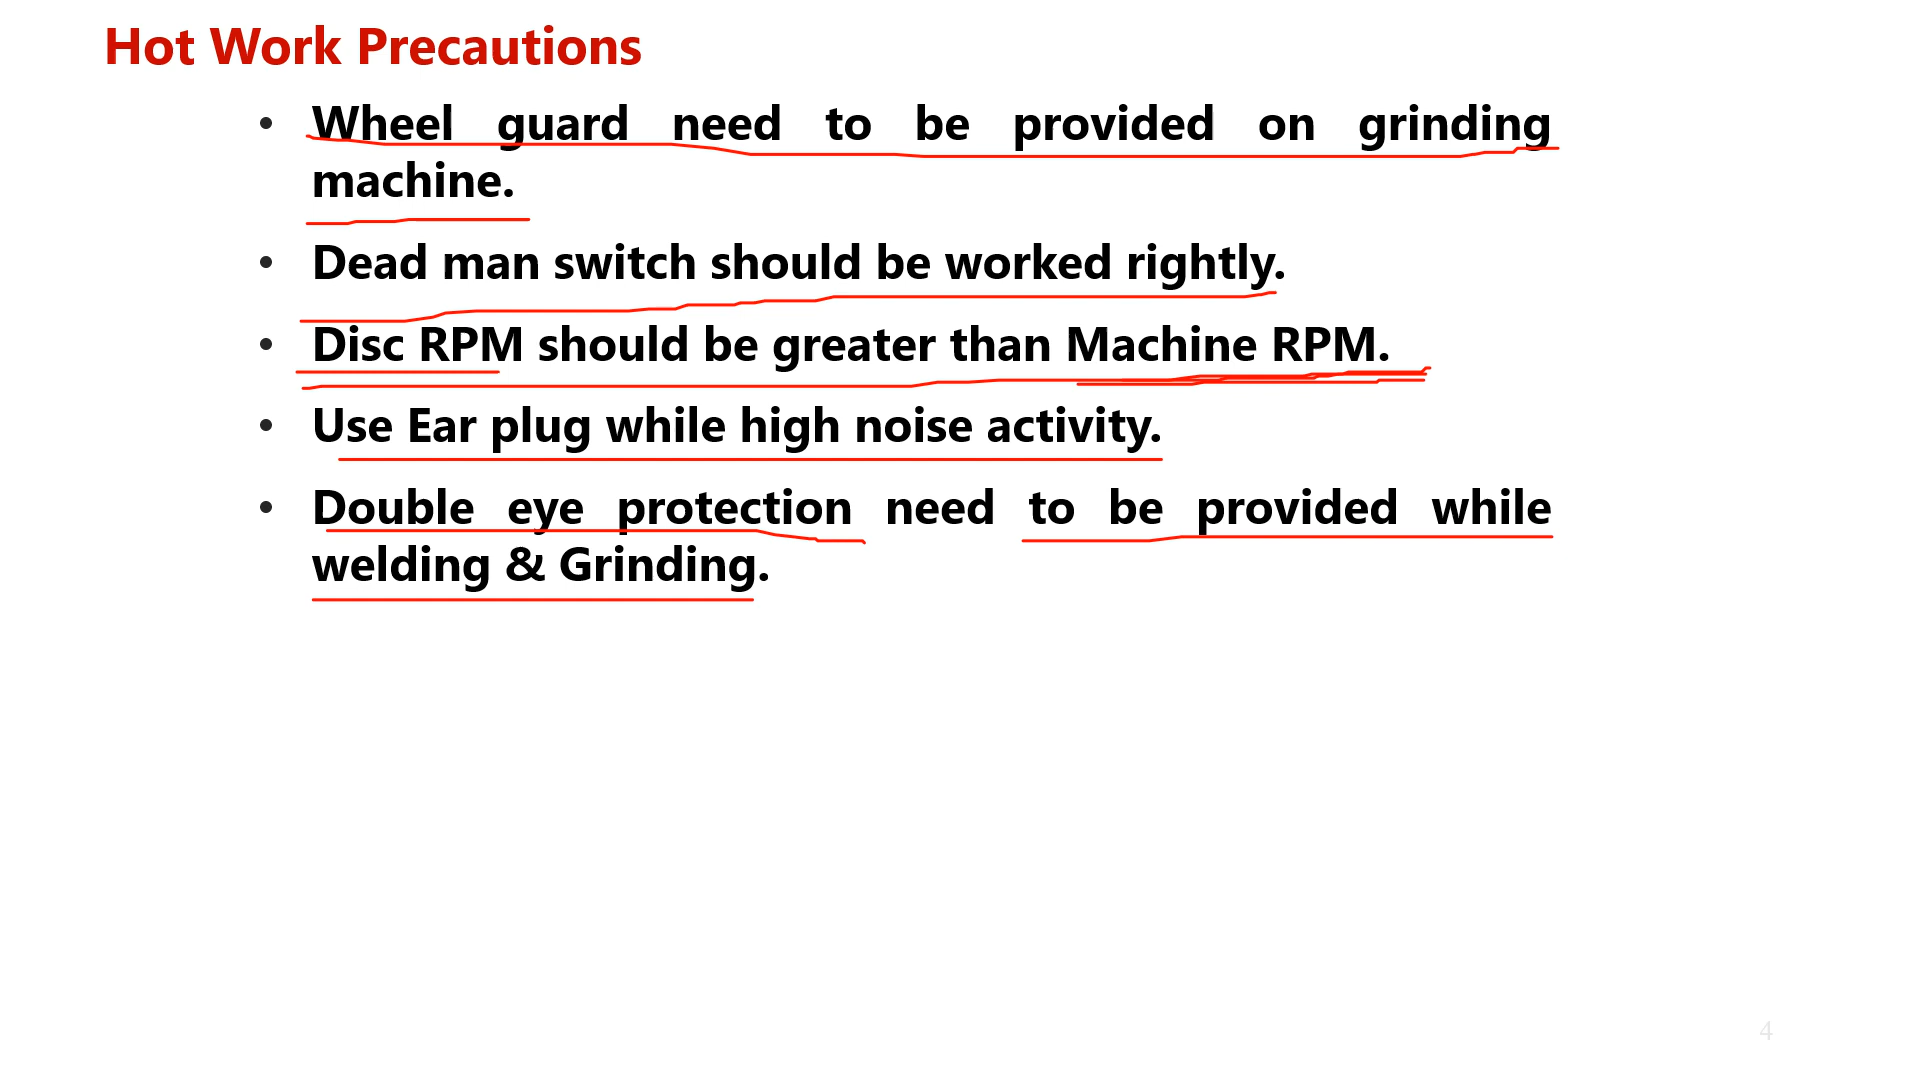 Hot Work Precautions
• Wheel guard need to be provided on grinding
machine.
• Dead man switch should be worked rightly.
• Disc RPM should be greater than Machine RPM.
• Use Ear plug while high noise activity.
• Double eye protection need to be provided while
welding & Grinding.
4